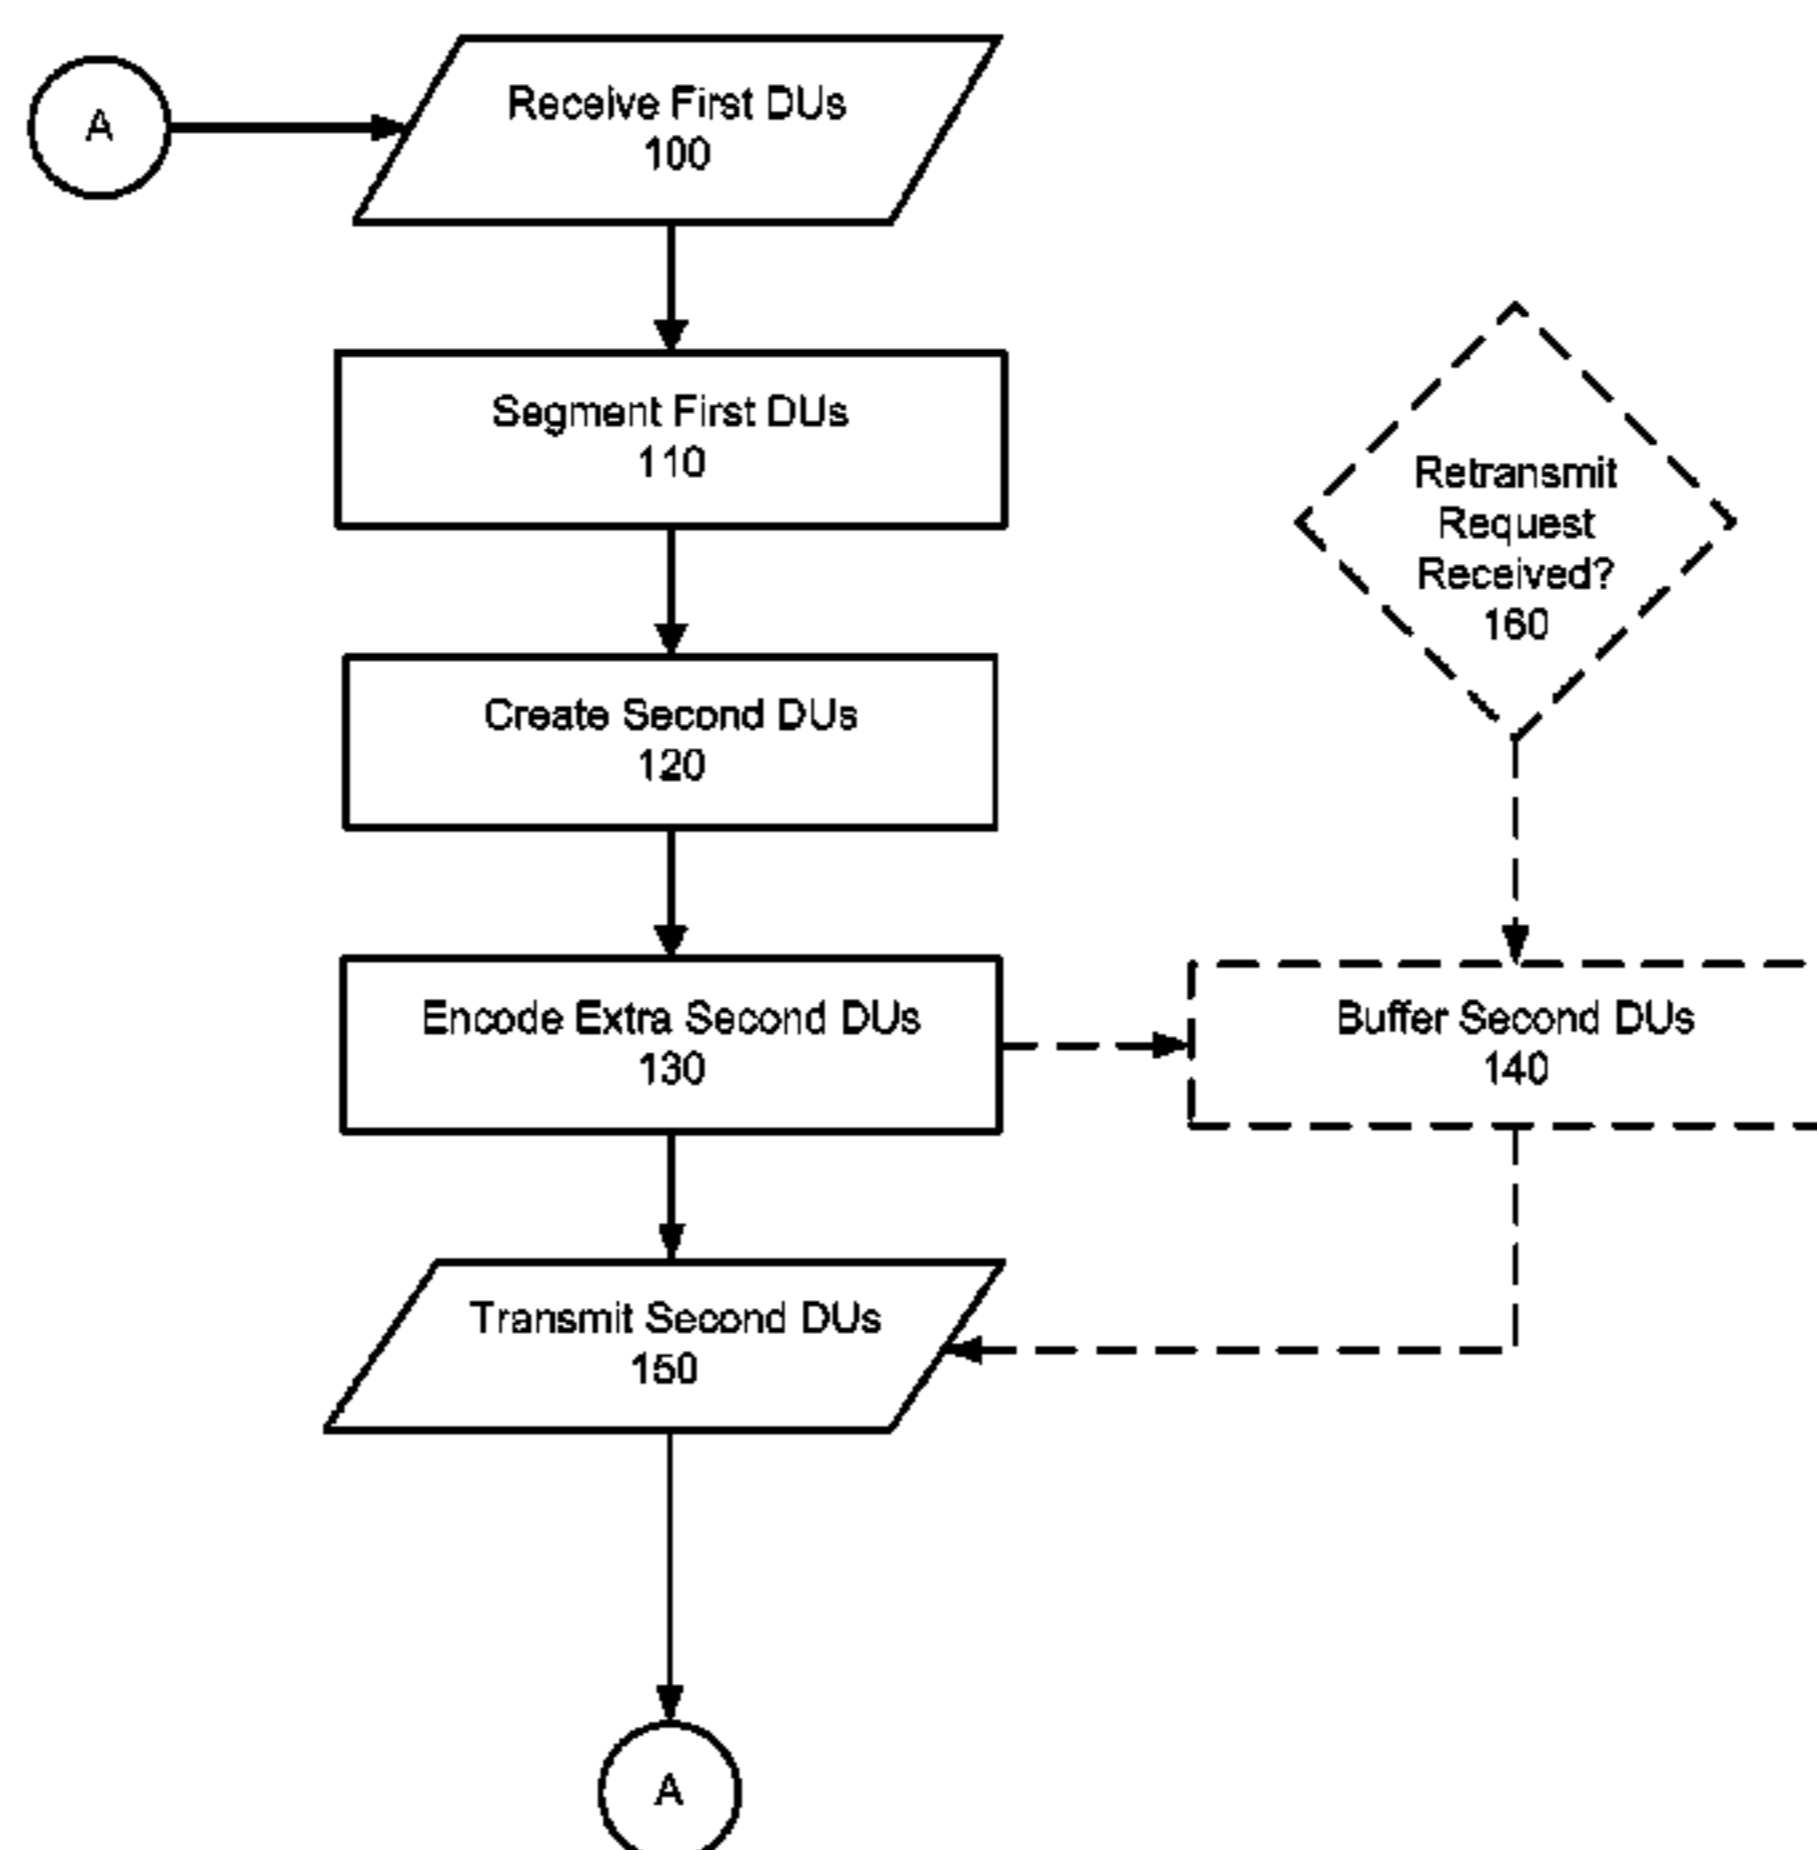 A
Receive First DUs
100
Segment First DUs
110
Retransmit
Request
Received?
160
Create Second DUs
120
Encode Extra Second DUs
130
Buffer Second DUs
140
Transmit Second DUs
150
A